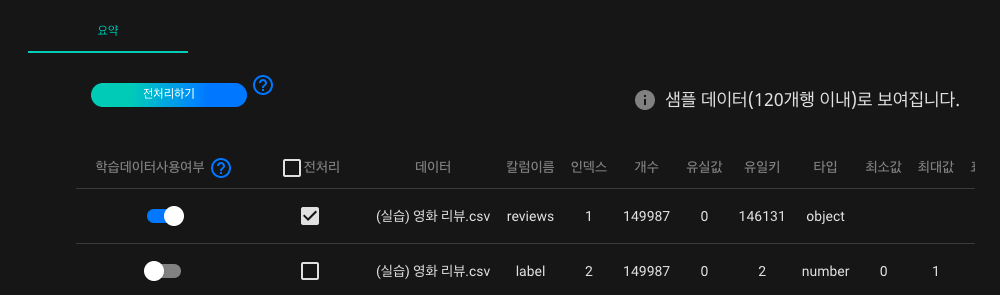 요약
전처리하기 ?
i 샘플 데이터(120개행 이내)로 보여집니다.
학습데이터사용여부 ? 전처리 데이터 칼럼이름 인덱스 개수 유실값 유일키 타입 최소값 최대값
(실습) 영화 리뷰.csv reviews 1 149987 0 146131 object
(실습) 영화 리뷰.csv label 2 149987 0 2 number 0 1